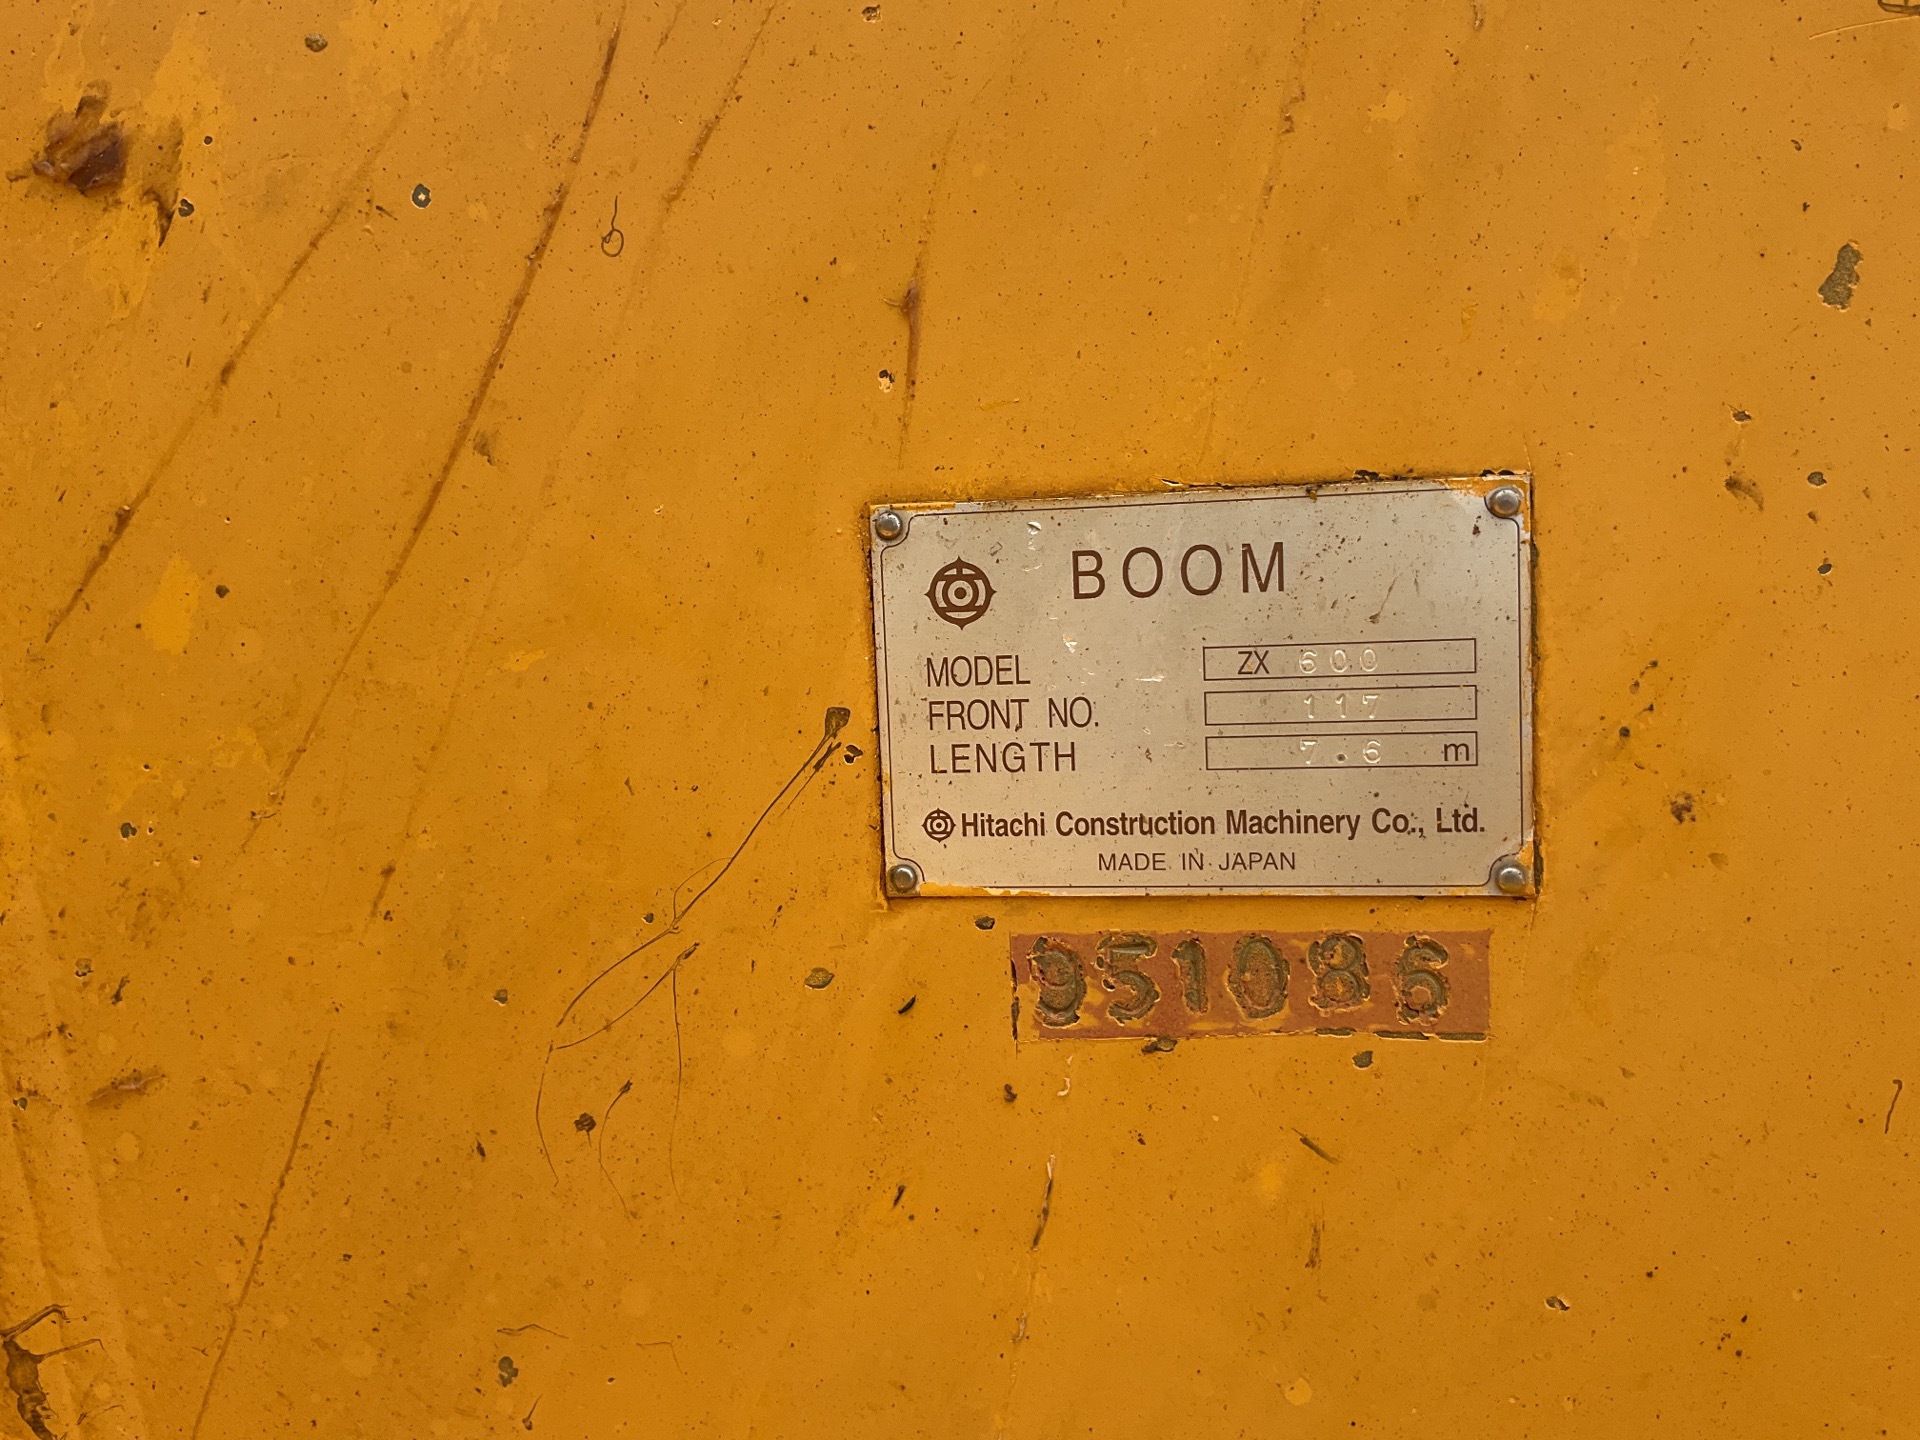 BOOM
MODEL ZX 600
FRONT NO. 117
LENGTH 7.6 m
Hitachi Construction Machinery Co., Ltd.
MADE IN JAPAN
951086